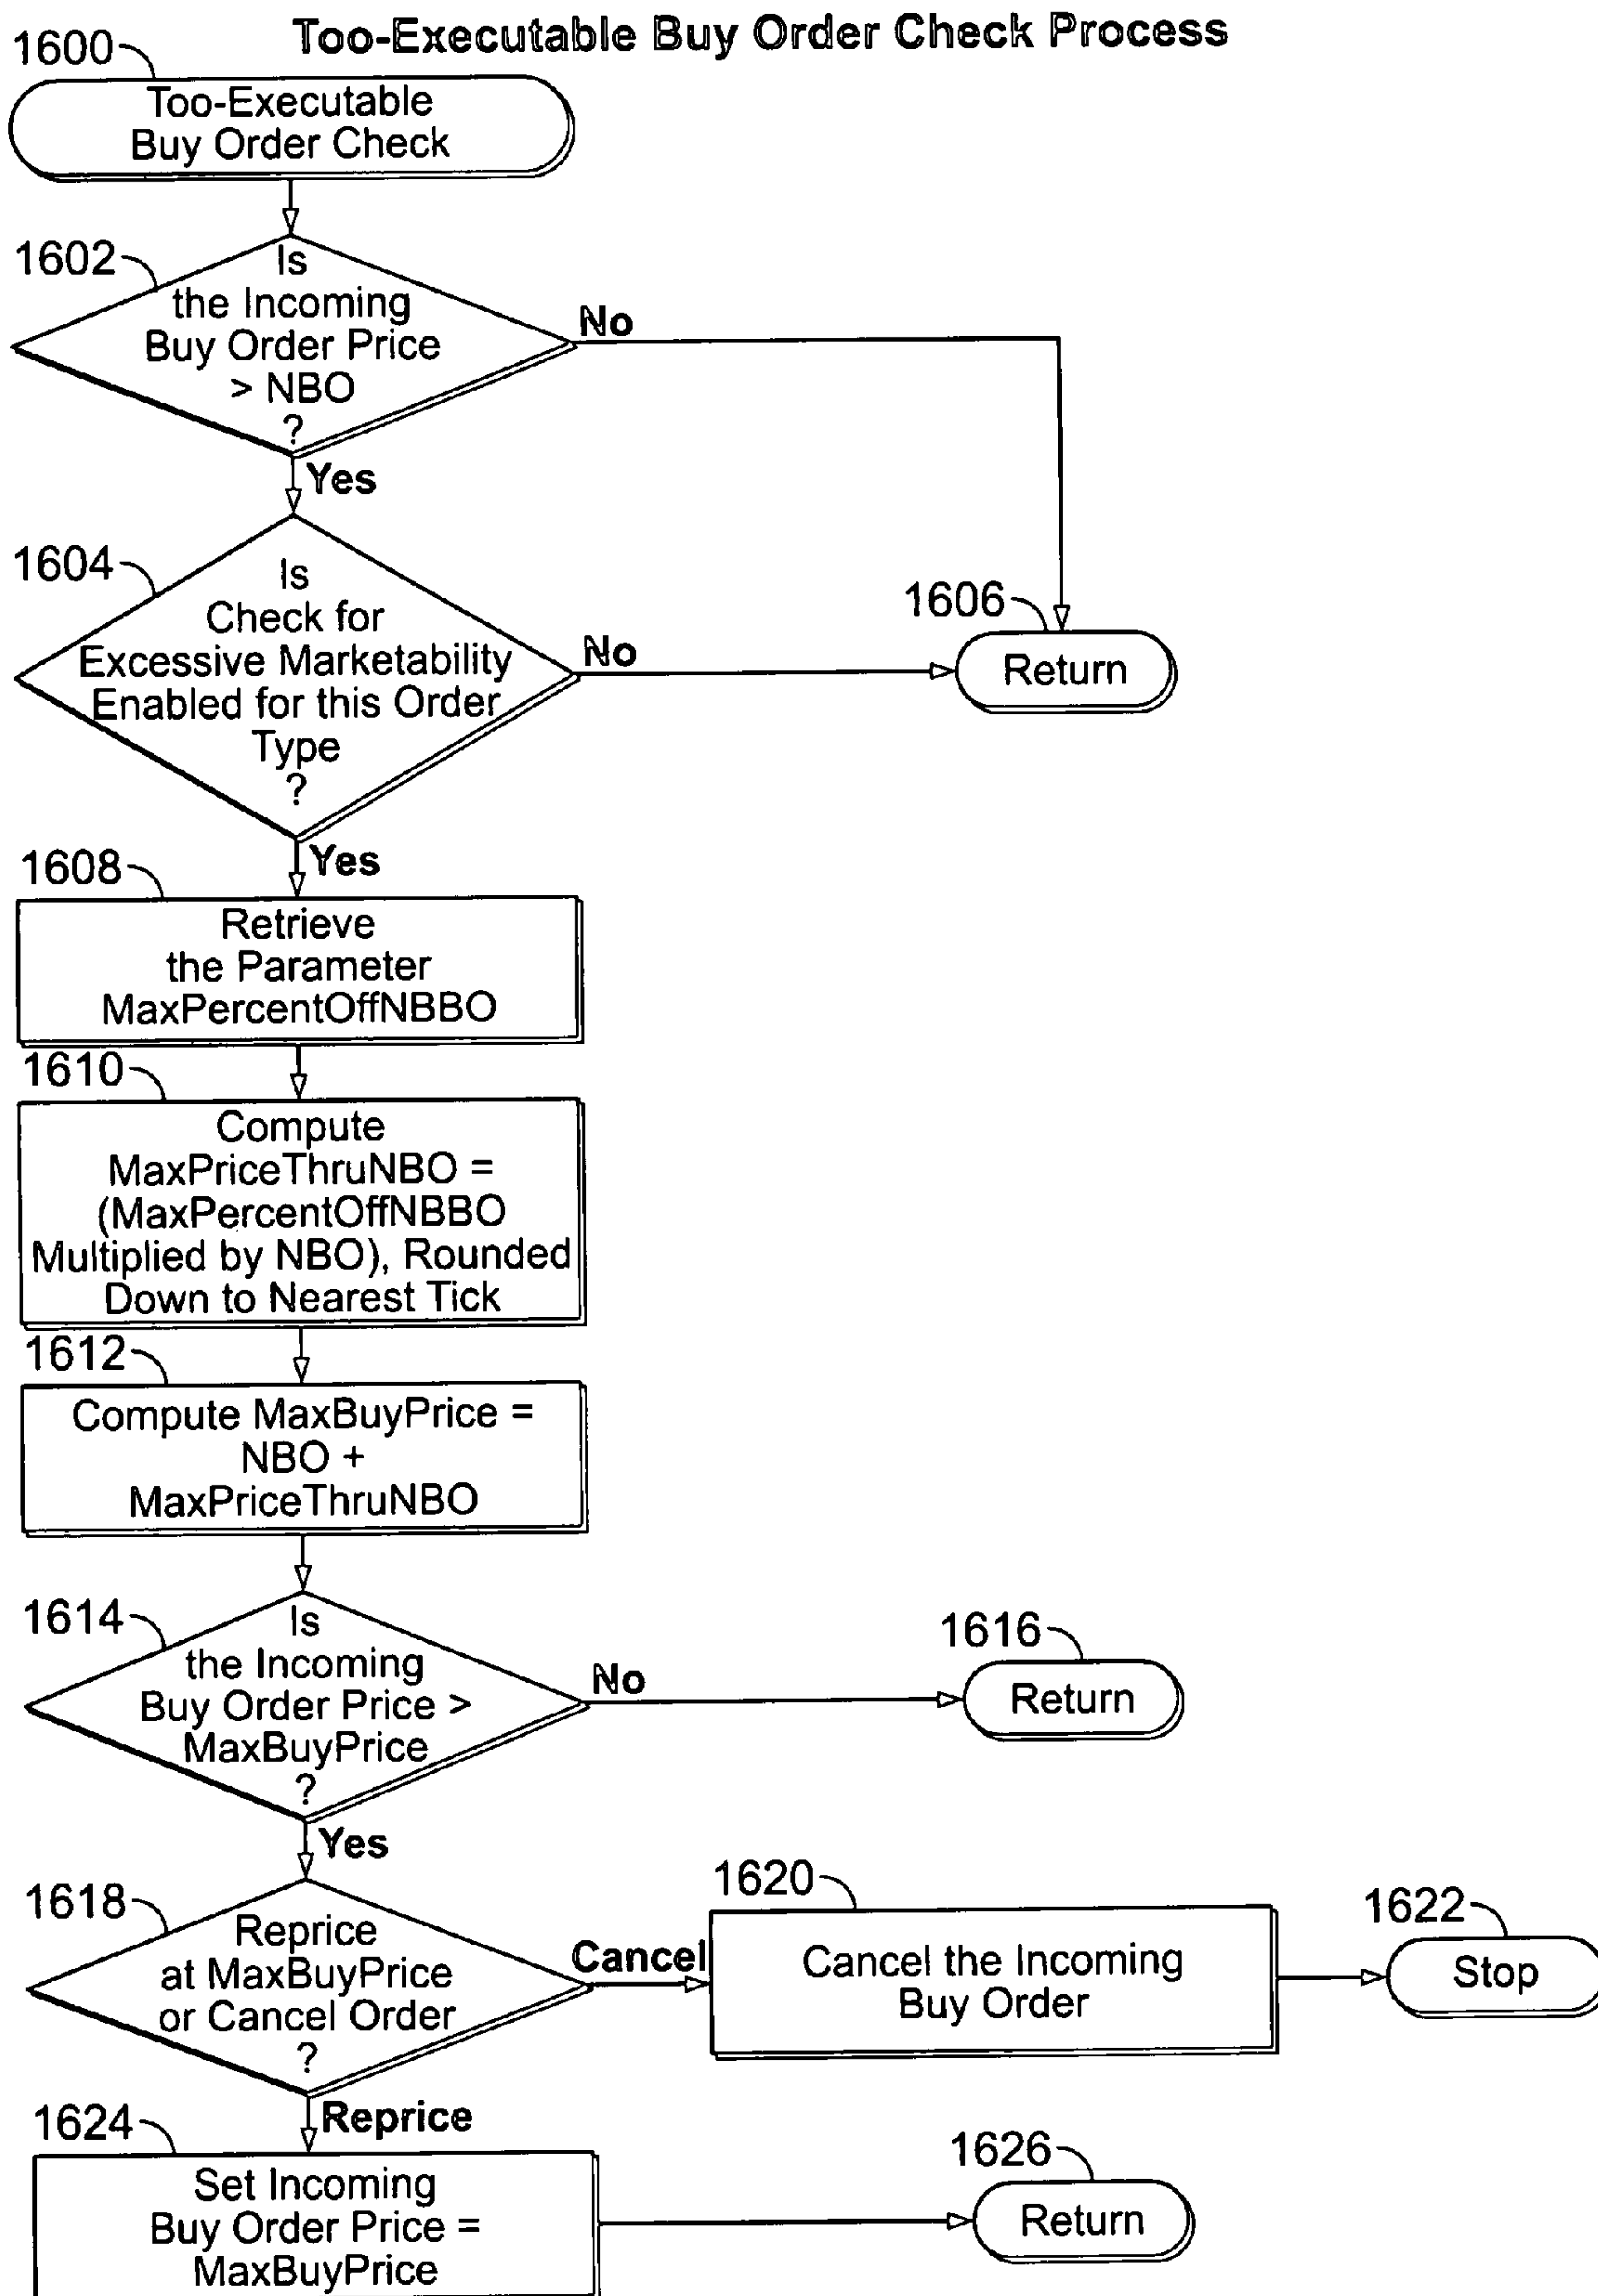 Too-Executable Buy Order Check Process
1600
Too-Executable
Buy Order Check
1602
Is
the Incoming
Buy Order Price
> NBO
?
No
Yes
1604
Is
Check for
Excessive Marketability
Enabled for this Order
Type
?
No
1606
Return
Yes
1608
Retrieve
the Parameter
MaxPercentOffNBBO
1610
Compute
MaxPriceThruNBO =
(MaxPercentOffNBBO
Multiplied by NBO), Rounded
Down to Nearest Tick
1612
Compute MaxBuyPrice =
NBO +
MaxPriceThruNBO
1614
Is
the Incoming
Buy Order Price >
MaxBuyPrice
?
No
1616
Return
Yes
1618
Reprice
at MaxBuyPrice
or Cancel Order
?
Cancel
1620
Cancel the Incoming
Buy Order
1622
Stop
Reprice
1624
Set Incoming
Buy Order Price =
MaxBuyPrice
1626
Return